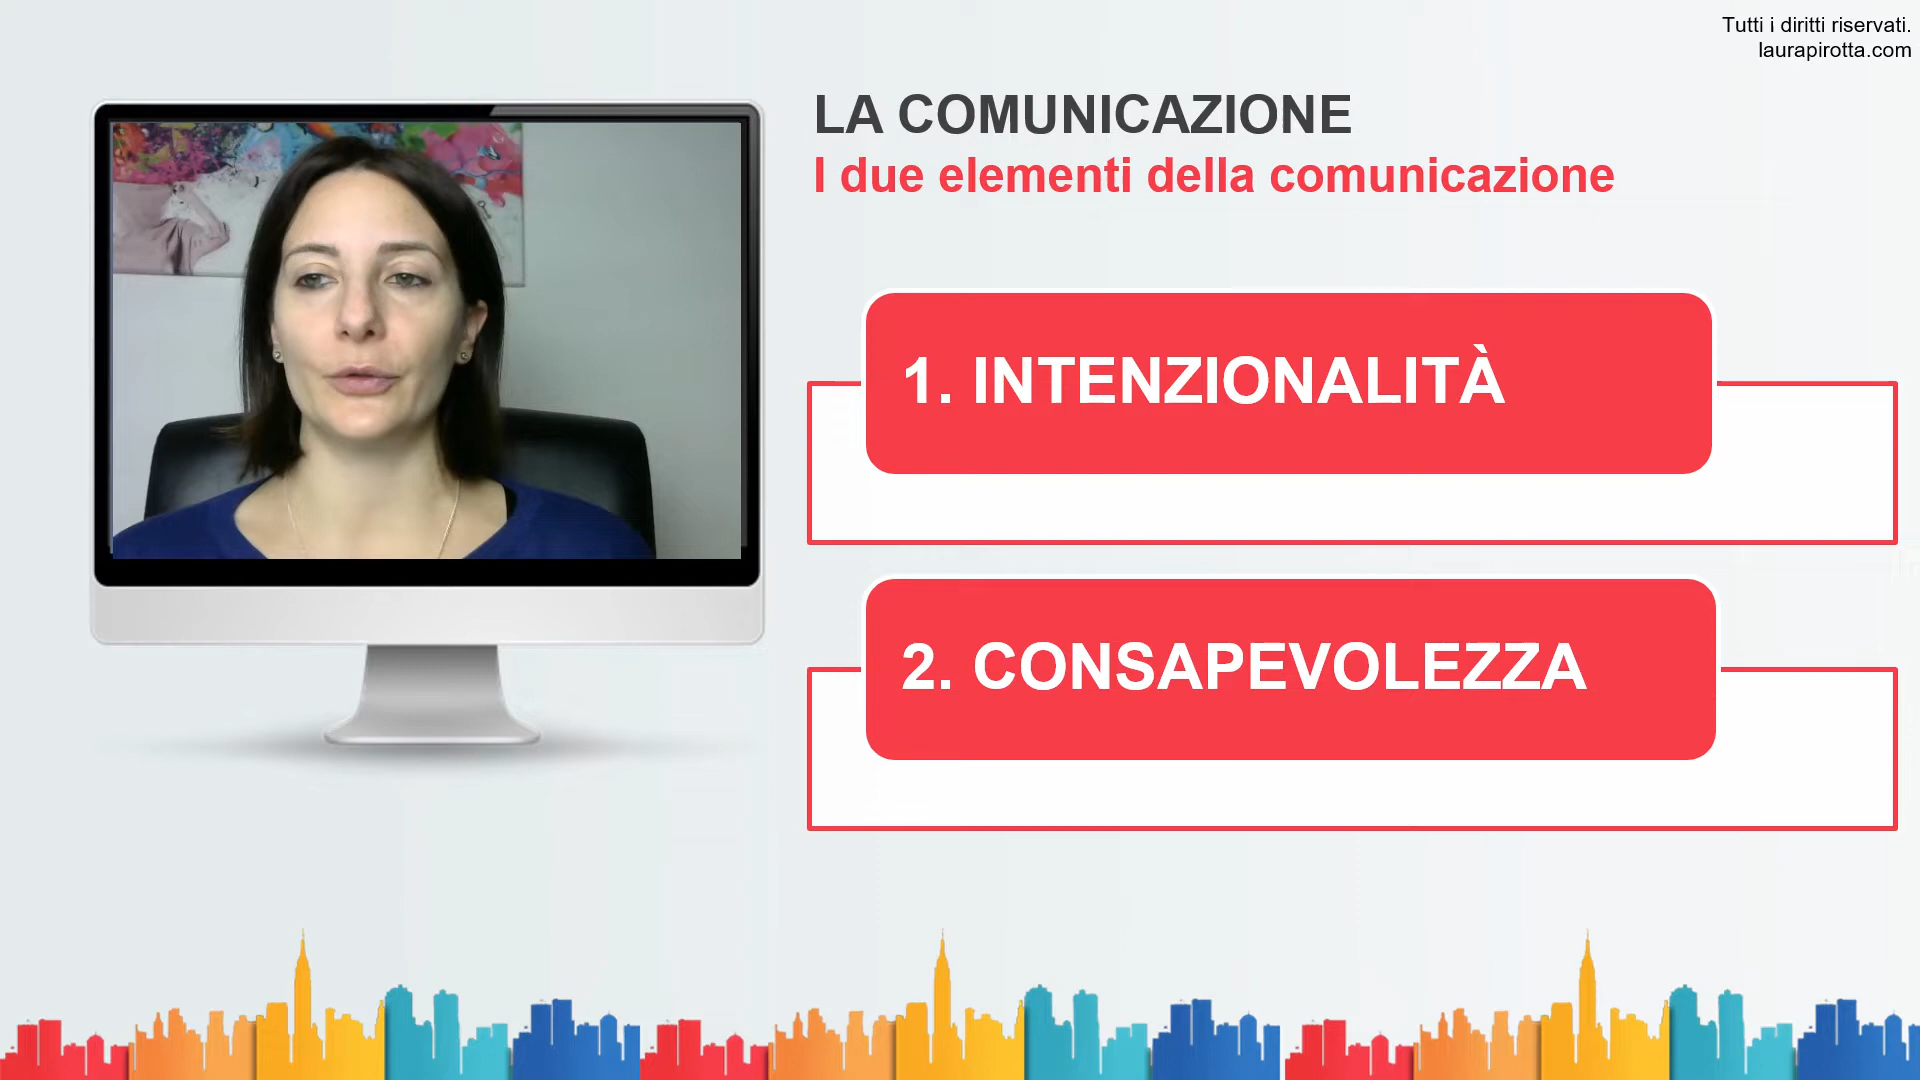 Tutti i diritti riservati.
laurapirotta.com
LA COMUNICAZIONE
I due elementi della comunicazione
1. INTENZIONALITÀ
2. CONSAPEVOLEZZA